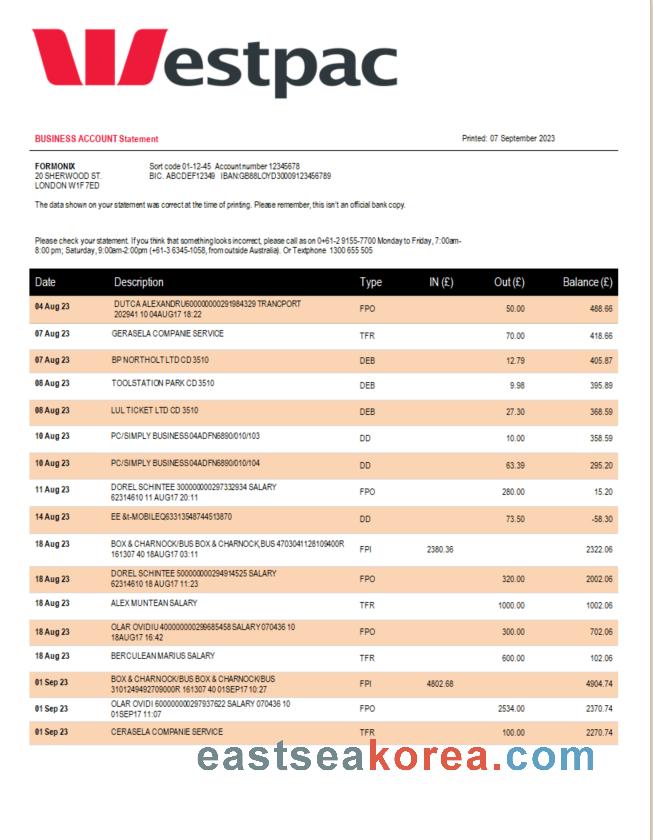 Westpac
BUSINESS ACCOUNT Statement
Printed: 07 September 2023
FORMONIX
Sort code 01-12-45 Account number 12345678
20 SHERWOOD ST.
BIC. ABCDEF12349 IBAN:GB88LOYD30009123456789
LONDON W1F 7ED
The data shown on your statement was correct at the time of printing. Please remember, this isn't an official bank copy.
Please check your statement. If you think that something looks incorrect, please call as on 0+61-2 9155-7700 Monday to Friday, 7:00am-
8:00 pm; Saturday, 9:00am-2:00pm (+61-3 6345-1058, from outside Australia). Or Textphone 1300 655 505
Date Description Type IN (£) Out (£) Balance (£)
04 Aug 23 DUTCA ALEXANDRU600000000291984329 TRANCPORT
202941 10 04AUG17 18:22 FPO 50.00 488.66
07 Aug 23 GERASELA COMPANIE SERVICE TFR 70.00 418.66
07 Aug 23 BP NORTHOLT LTD CD 3510 DEB 12.79 405.87
08 Aug 23 TOOLSTATION PARK CD 3510 DEB 9.98 395.89
08 Aug 23 LUL TICKET LTD CD 3510 DEB 27.30 368.59
10 Aug 23 PC/SIMPLY BUSINESS04ADFN6890/010/103 DD 10.00 358.59
10 Aug 23 PC/SIMPLY BUSINESS04ADFN6890/010/104 DD 63.39 295.20
11 Aug 23 DOREL SCHINTEE 300000000297332934 SALARY
62314610 11 AUG17 20:11 FPO 280.00 15.20
14 Aug 23 EE &t-MOBILEQ63313548744513870 DD 73.50 -58.30
18 Aug 23 BOX & CHARNOCK/BUS BOX & CHARNOCK,BUS 4703041128109400R
161307 40 18AUG17 03:11 FPI 2380.36 2322.06
18 Aug 23 DOREL SCHINTEE 500000000294914525 SALARY
62314610 18 AUG17 11:23 FPO 320.00 2002.06
18 Aug 23 ALEX MUNTEAN SALARY TFR 1000.00 1002.06
18 Aug 23 OLAR OVIDIU 400000000299685458 SALARY 070436 10
18AUG17 16:42 FPO 300.00 702.06
18 Aug 23 BERCULEAN MARIUS SALARY TFR 600.00 102.06
01 Sep 23 BOX & CHARNOCK/BUS BOX & CHARNOCK/BUS
3101249492709000R 161307 40 01SEP17 10:27 FPI 4802.68 4904.74
01 Sep 23 OLAR OVIDI 600000000297937622 SALARY 070436 10
01SEP17 11:07 FPO 2534.00 2370.74
01 Sep 23 CERASELA COMPANIE SERVICE TFR 100.00 2270.74
eastseakorea.com